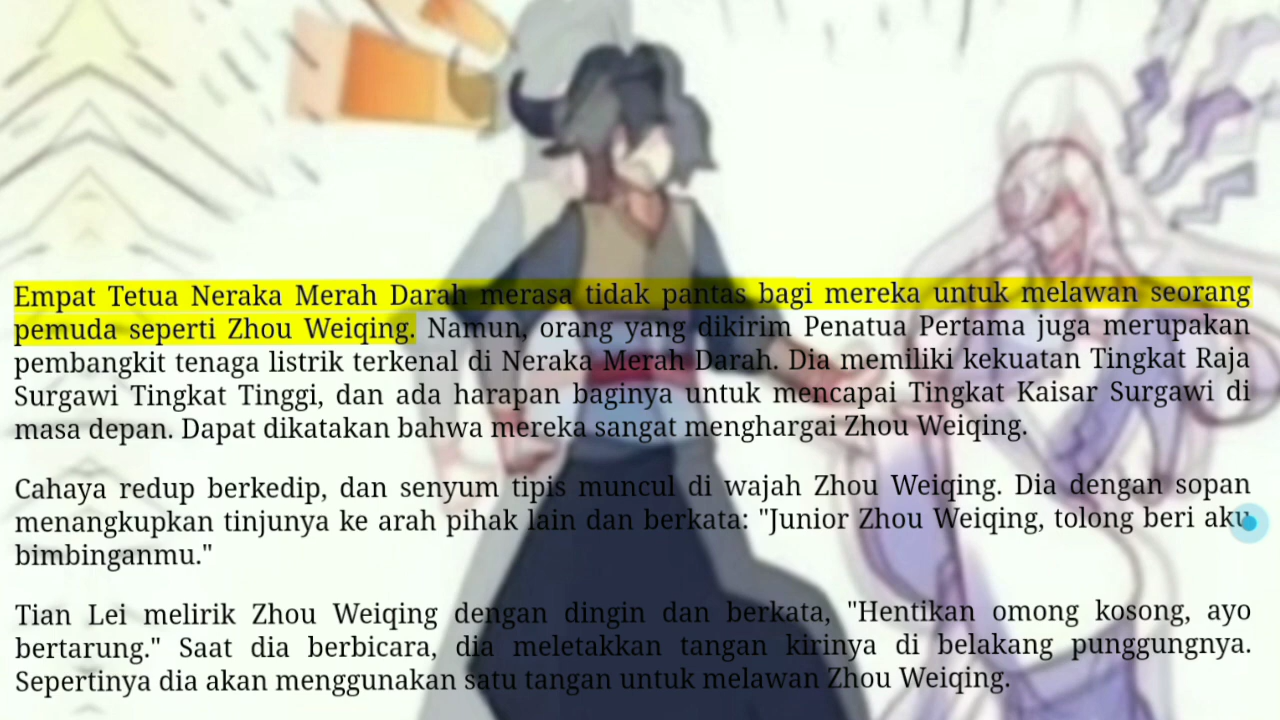 Empat Tetua Neraka Merah Darah merasa tidak pantas bagi mereka untuk melawan seorang
pemuda seperti Zhou Weiqing. Namun, orang yang dikirim Penatua Pertama juga merupakan
pembangkit tenaga listrik terkenal di Neraka Merah Darah. Dia memiliki kekuatan Tingkat Raja
Surgawi Tingkat Tinggi, dan ada harapan baginya untuk mencapai Tingkat Kaisar Surgawi di
masa depan. Dapat dikatakan bahwa mereka sangat menghargai Zhou Weiqing.
Cahaya redup berkedip, dan senyum tipis muncul di wajah Zhou Weiqing. Dia dengan sopan
menangkupkan tinjunya ke arah pihak lain dan berkata: "Junior Zhou Weiqing, tolong beri aku
bimbinganmu."
Tian Lei melirik Zhou Weiqing dengan dingin dan berkata, "Hentikan omong kosong, ayo
bertarung." Saat dia berbicara, dia meletakkan tangan kirinya di belakang punggungnya.
Sepertinya dia akan menggunakan satu tangan untuk melawan Zhou Weiqing.